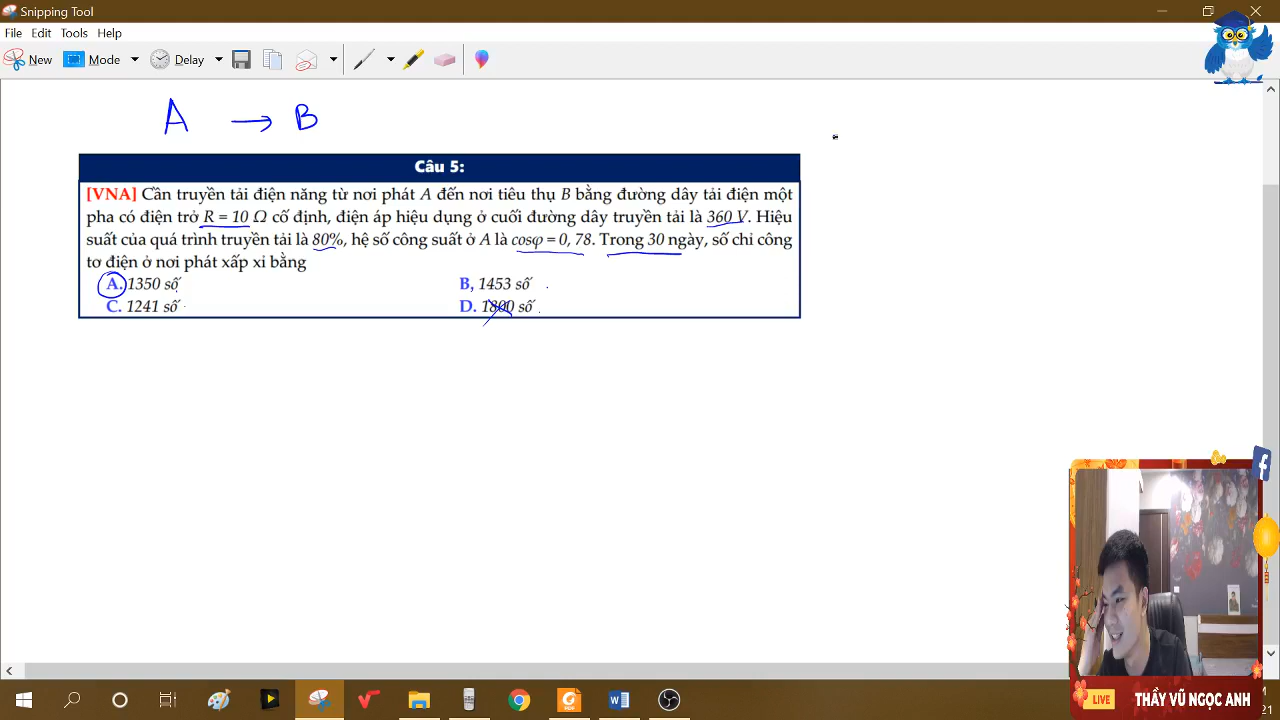 Snipping Tool
File Edit Tools Help
New Mode Delay
A → B
Câu 5:
[VNA] Cần truyền tải điện năng từ nơi phát A đến nơi tiêu thụ B bằng đường dây tải điện một
pha có điện trở R = 10 Ω cố định, điện áp hiệu dụng ở cuối đường dây truyền tải là 360 V. Hiệu
suất của quá trình truyền tải là 80%, hệ số công suất ở A là cosφ = 0, 78. Trong 30 ngày, số chỉ công
tơ điện ở nơi phát xấp xỉ bằng
A. 1350 số
B, 1453 số
C. 1241 số
D. 1800 số
LIVE THẦY VŨ NGỌC ANH